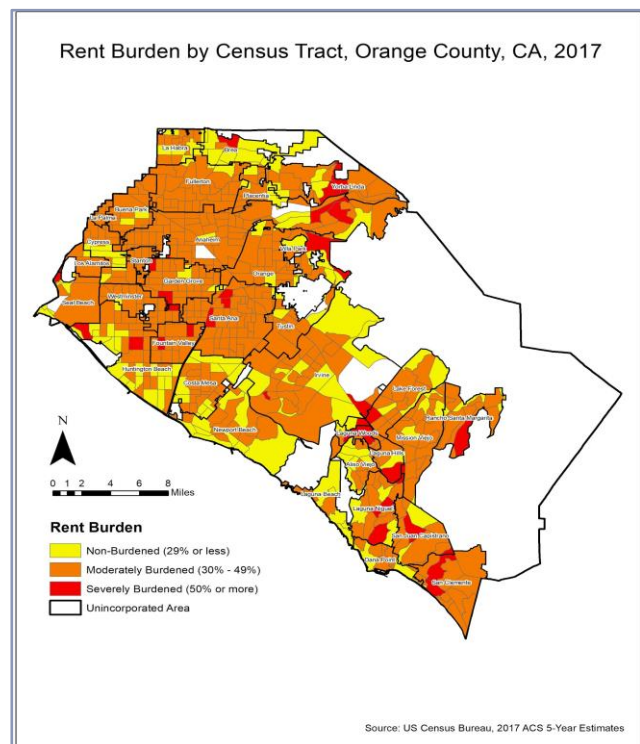 Rent Burden by Census Tract, Orange County, CA, 2017
La Habra
Brea
Fullerton
Placentia
Yorba Linda
Buena Park
La Palma
Anaheim
Villa Park
Cypress
Los Alamitos
Stanton
Garden Grove
Orange
Westminster
Seal Beach
Santa Ana
Tustin
Fountain Valley
Huntington Beach
Costa Mesa
Irvine
Newport Beach
Lake Forest
Rancho Santa Margarita
Laguna Woods
Mission Viejo
Laguna Hills
Aliso Viejo
Laguna Beach
Laguna Niguel
San Juan Capistrano
Dana Point
San Clemente
N
0 1 2 4 6 8
Miles
Rent Burden
Non-Burdened (29% or less)
Moderately Burdened (30% - 49%)
Severely Burdened (50% or more)
Unincorporated Area
Source: US Census Bureau, 2017 ACS 5-Year Estimates